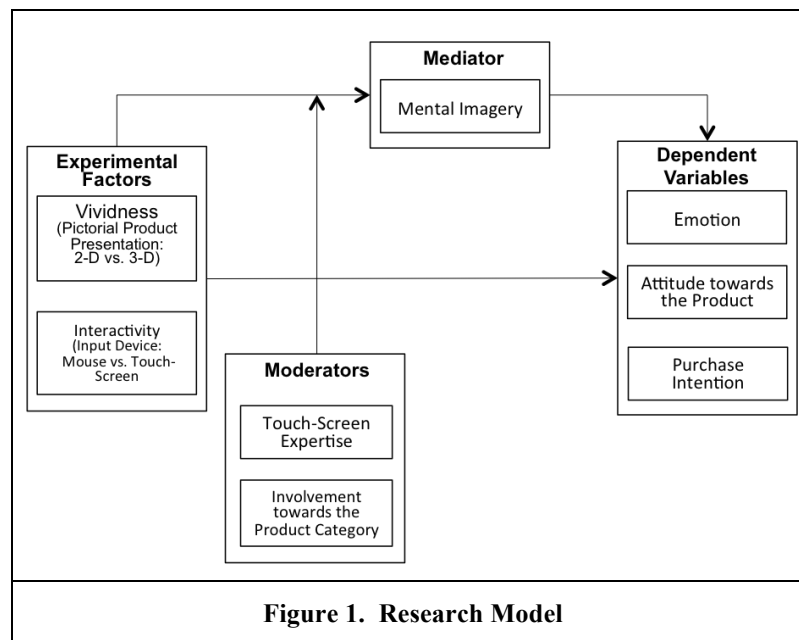 Mediator
Mental Imagery
Experimental
Factors
Vividness
(Pictorial Product
Presentation:
2-D vs. 3-D)
Interactivity
(Input Device:
Mouse vs. Touch-
Screen
Moderators
Touch-Screen
Expertise
Involvement
towards the
Product Category
Dependent
Variables
Emotion
Attitude towards
the Product
Purchase
Intention
Figure 1. Research Model